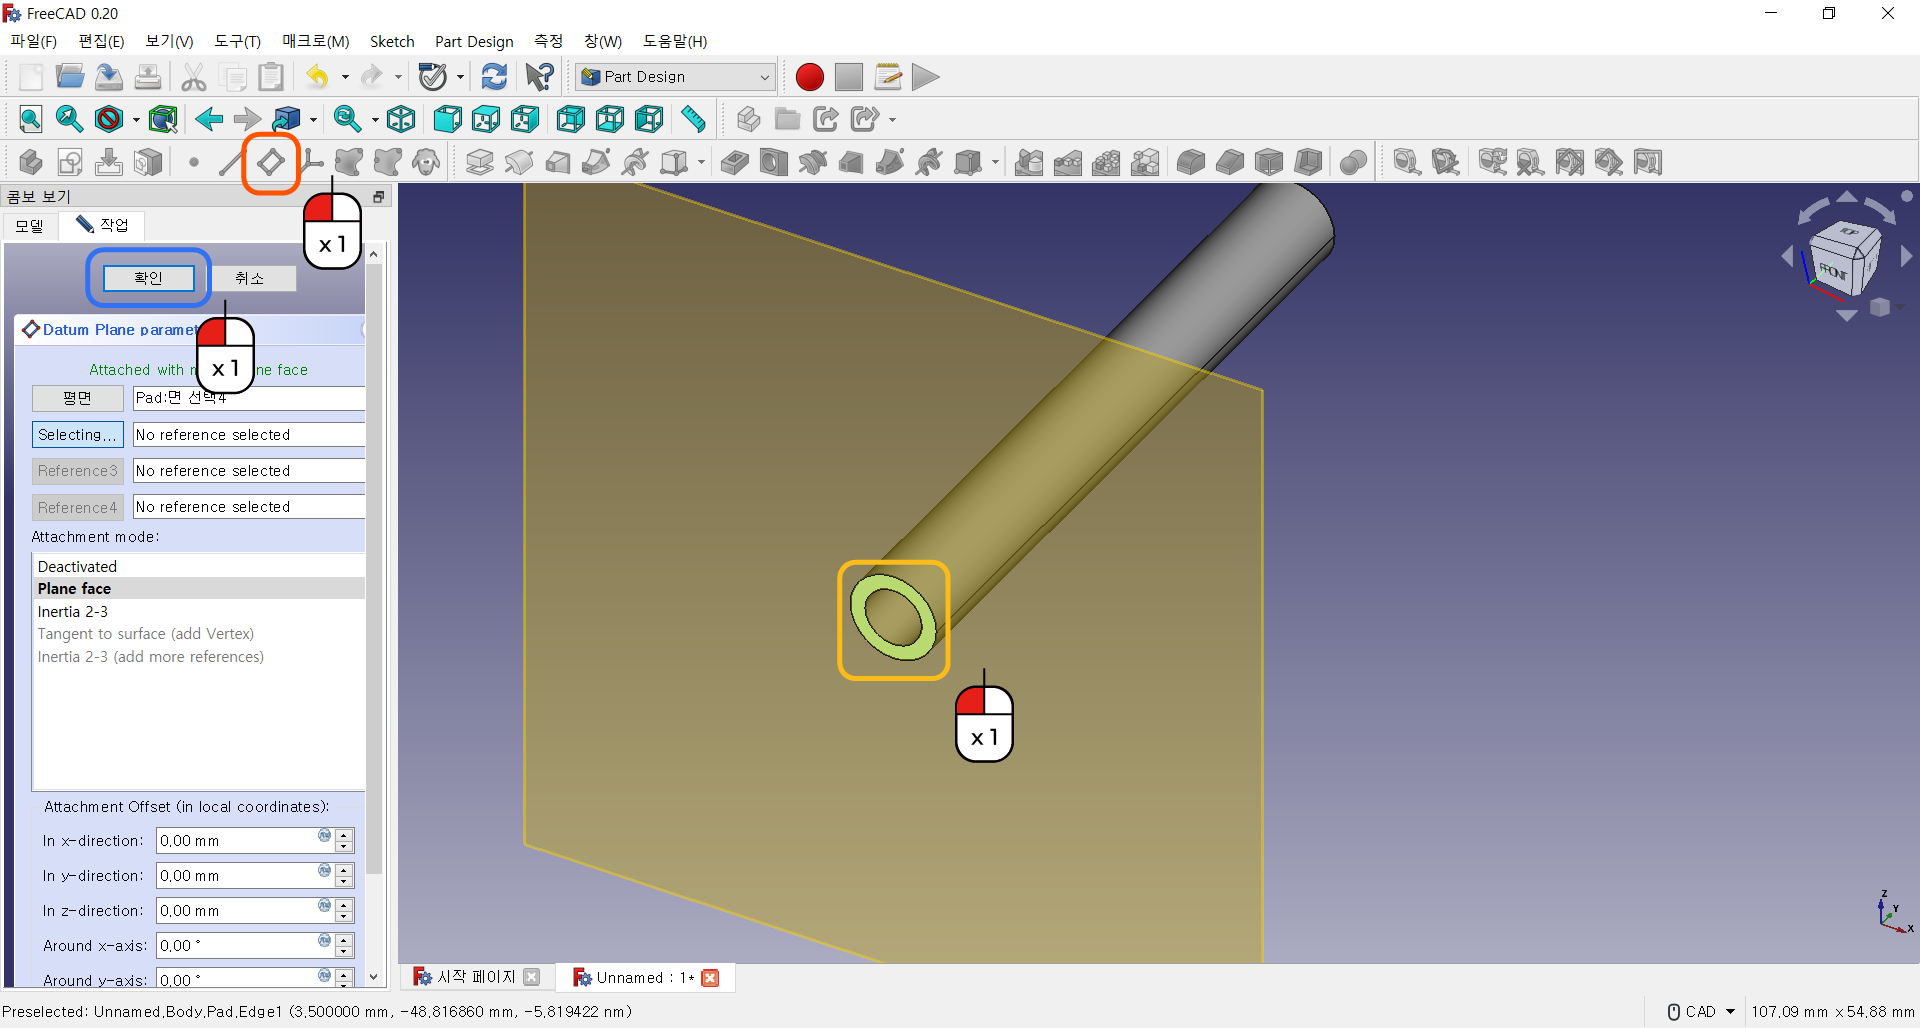 FreeCAD 0.20
파일(F) 편집(E) 보기(V) 도구(T) 매크로(M) Sketch Part Design 측정 창(W) 도움말(H)
Part Design
콤보 보기
x 1
모델 작업
확인 취소
Datum Plane paramet
x 1
Attached with ne face
평면 Pad:면 선택4
Selecting... No reference selected
Reference3 No reference selected
Reference4 No reference selected
Attachment mode:
Deactivated
Plane face
Inertia 2-3
Tangent to surface (add Vertex)
Inertia 2-3 (add more references)
Attachment Offset (in local coordinates):
In x-direction: 0.00 mm
In y-direction: 0.00 mm
In z-direction: 0.00 mm
Around x-axis: 0.00 °
Around y-axis: 0.00 °
TOP
FRONT
x 1
Z
Y
X
시작 페이지 Unnamed : 1*
Preselected: Unnamed.Body.Pad.Edge1 (3.500000 mm, -48.816860 mm, -5.819422 nm)
CAD 107.09 mm x 54.88 mm